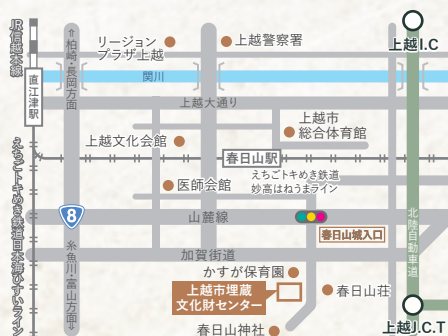 JR信越本線
直江津駅
⇧柏崎・長岡方面
リージョン
プラザ上越
上越警察署
上越I.C
関川
上越大通り
上越文化会館
上越市
総合体育館
春日山駅
えちごトキめき鉄道
妙高はねうまライン
医師会館
えちごトキめき鉄道日本海ひすいライン
8
山麓線
春日山城入口
北陸自動車道
加賀街道
糸魚川・富山方面⇩
かすが保育園
上越市埋蔵
文化財センター
春日山荘
春日山神社
上越J.C.T